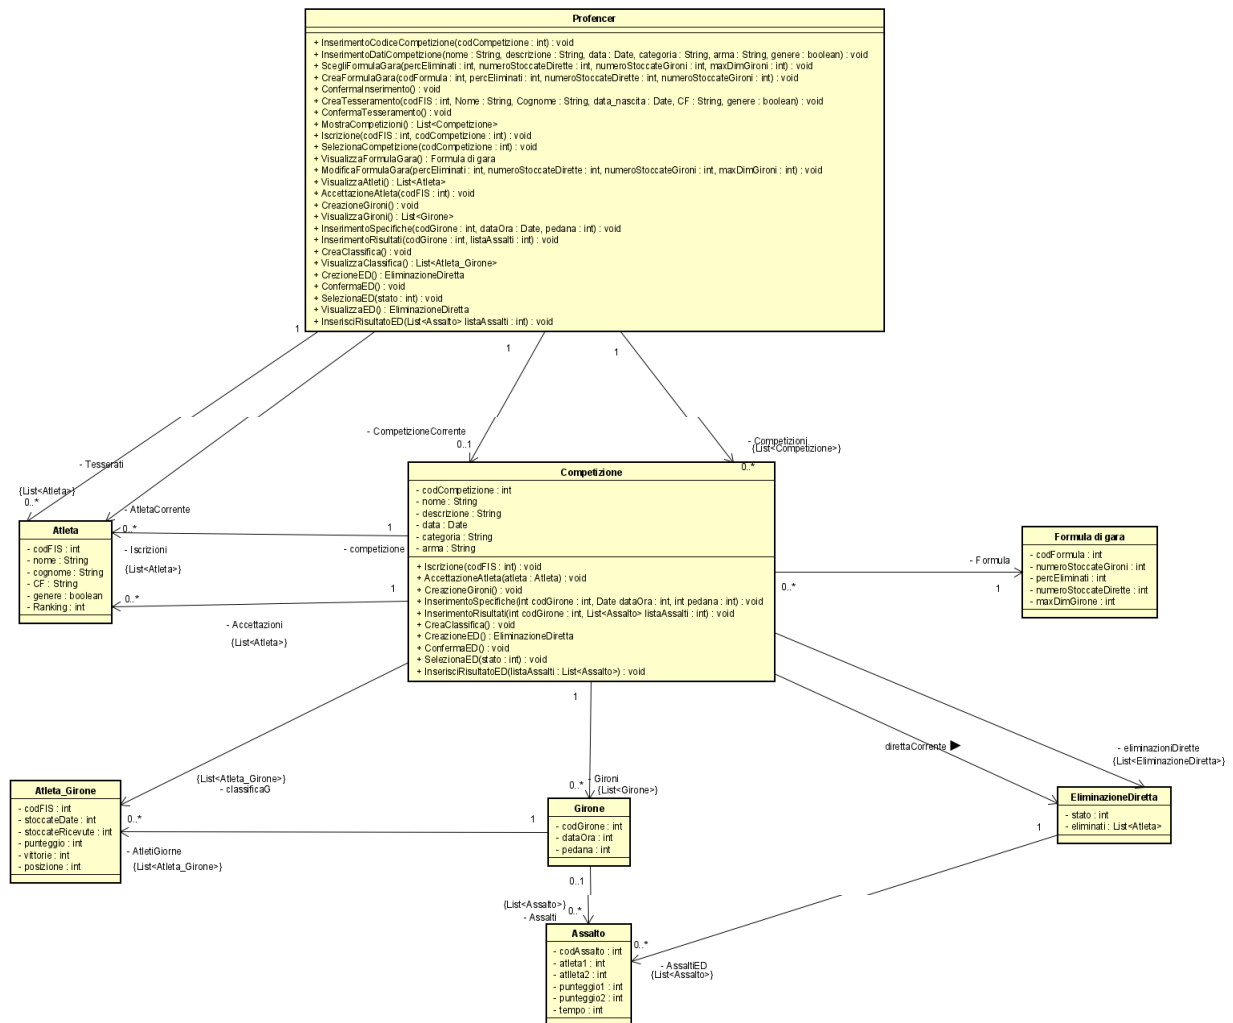 Profencer
+ InserimentoCodiceCompetizione(codCompetizione : int) : void
+ InserimentoDatiCompetizione(nome : String, descrizione : String, data : Date, categoria : String, arma : String, genere : boolean) : void
+ ScegliFormulaGara(percEliminati : int, numeroStoccateDirette : int, numeroStoccateGironi : int, maxDimGironi : int) : void
+ CreaFormulaGara(codFormula : int, percEliminati : int, numeroStoccateDirette : int, numeroStoccateGironi : int) : void
+ ConfermaInserimento() : void
+ CreaTesseramento(codFIS : int, Nome : String, Cognome : String, data_nascita : Date, CF : String, genere : boolean) : void
+ ConfermaTesseramento() : void
+ MostraCompetizioni() : List<Competizione>
+ Iscrizione(codFIS : int, codCompetizione : int) : void
+ SelezionaCompetizione(codCompetizione : int) : void
+ VisualizzaFormulaGara() : Formula di gara
+ ModificaFormulaGara(percEliminati : int, numeroStoccateDirette : int, numeroStoccateGironi : int, maxDimGironi : int) : void
+ VisualizzaAtleti() : List<Atleta>
+ AccettazioneAtleta(codFIS : int) : void
+ CreazioneGironi() : void
+ VisualizzaGironi() : List<Girone>
+ InserimentoSpecifiche(codGirone : int, dataOra : Date, pedana : int) : void
+ InserimentoRisultati(codGirone : int, listaAssalti : int) : void
+ CreaClassifica() : void
+ VisualizzaClassifica() : List<Atleta_Girone>
+ CrezioneED() : EliminazioneDiretta
+ ConfermaED() : void
+ SelezionaED(stato : int) : void
+ VisualizzaED() : EliminazioneDiretta
+ InserisciRisultatoED(List<Assalto> listaAssalti : int) : void
1
1
1
- CompetizioneCorrente
0..1
- Competizioni
{List<Competizione>}
0..*
- Tesserati
{List<Atleta>}
0..*
- AtletaCorrente
Competizione
- codCompetizione : int
- nome : String
- descrizione : String
- data : Date
- categoria : String
- arma : String
+ Iscrizione(codFIS : int) : void
+ AccettazioneAtleta(atleta : Atleta) : void
+ CreazioneGironi() : void
+ InserimentoSpecifiche(int codGirone : int, Date dataOra : int, int pedana : int) : void
+ InserimentoRisultati(int codGirone : int, List<Assalto> listaAssalti : int) : void
+ CreaClassifica() : void
+ CreazioneED() : EliminazioneDiretta
+ ConfermaED() : void
+ SelezionaED(stato : int) : void
+ InserisciRisultatoED(listaAssalti : List<Assalto>) : void
Atleta
- codFIS : int
- nome : String
- cognome : String
- CF : String
- genere : boolean
- Ranking : int
0..*
- Iscrizioni
{List<Atleta>}
1
- competizione
0..*
1
- Accettazioni
{List<Atleta>}
- Formula
0..*
1
Formula di gara
- codFormula : int
- numeroStoccateGironi : int
- percEliminati : int
- numeroStoccateDirette : int
- maxDimGirone : int
1
direttaCorrente
- eliminazioniDirette
{List<EliminazioneDiretta>}
{List<Atleta_Girone>}
- classificaG
- Gironi
0..*
{List<Girone>}
Atleta_Girone
- codFIS : int
- stoccateDate : int
- stoccateRicevute : int
- punteggio : int
- vittorie : int
- posizione : int
0..*
1
- AtletiGiorne
{List<Atleta_Girone>}
Girone
- codGirone : int
- dataOra : int
- pedana : int
EliminazioneDiretta
- stato : int
- eliminati : List<Atleta>
1
0..1
{List<Assalto>}
0..*
- Assalti
Assalto
- codAssalto : int
- atleta1 : int
- atlleta2 : int
- punteggio1 : int
- punteggio2 : int
- tempo : int
0..*
- AssaltiED
{List<Assalto>}